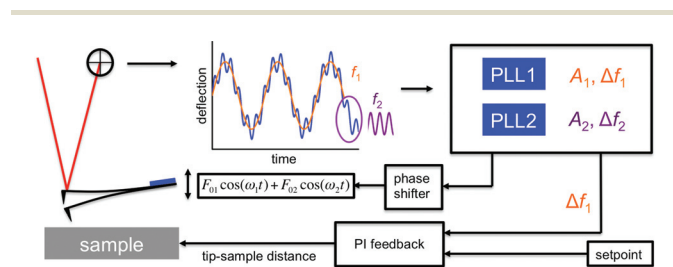 deflection
f₁
f₂
time
PLL1
A₁, Δf₁
PLL2
A₂, Δf₂
F₀₁ cos(ω₁t) + F₀₂ cos(ω₂t)
phase
shifter
Δf₁
sample
tip-sample distance
PI feedback
setpoint